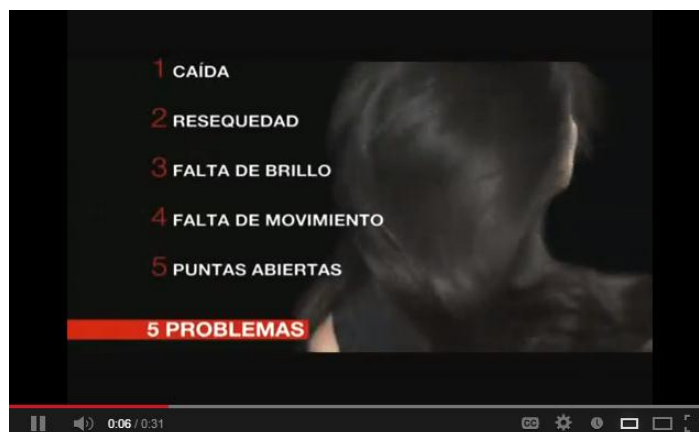 1 CAÍDA
2 RESEQUEDAD
3 FALTA DE BRILLO
4 FALTA DE MOVIMIENTO
5 PUNTAS ABIERTAS
5 PROBLEMAS
0:06 / 0:31
CC